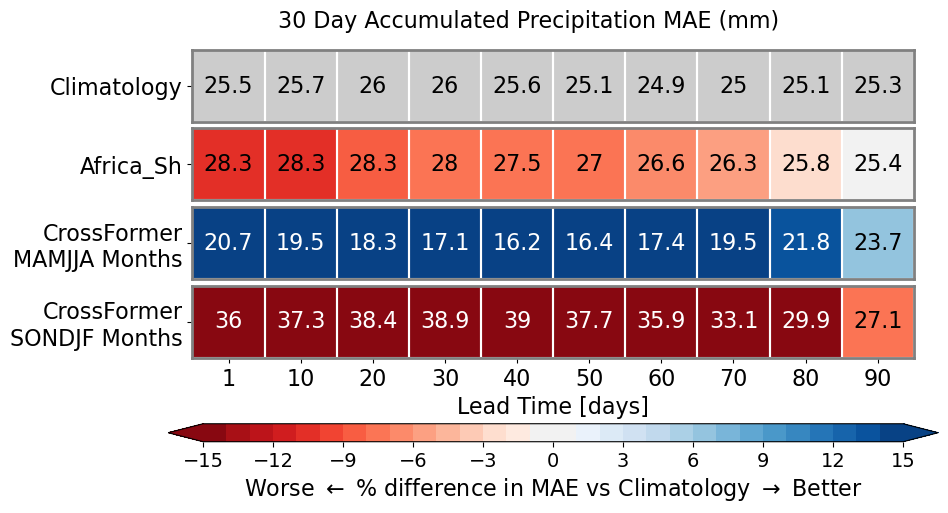 30 Day Accumulated Precipitation MAE (mm)
Climatology 25.5 25.7 26 26 25.6 25.1 24.9 25 25.1 25.3
Africa_Sh 28.3 28.3 28.3 28 27.5 27 26.6 26.3 25.8 25.4
CrossFormer
MAMJJA Months 20.7 19.5 18.3 17.1 16.2 16.4 17.4 19.5 21.8 23.7
CrossFormer
SONDJF Months 36 37.3 38.4 38.9 39 37.7 35.9 33.1 29.9 27.1
1 10 20 30 40 50 60 70 80 90
Lead Time [days]
−15 −12 −9 −6 −3 0 3 6 9 12 15
Worse ← % difference in MAE vs Climatology → Better